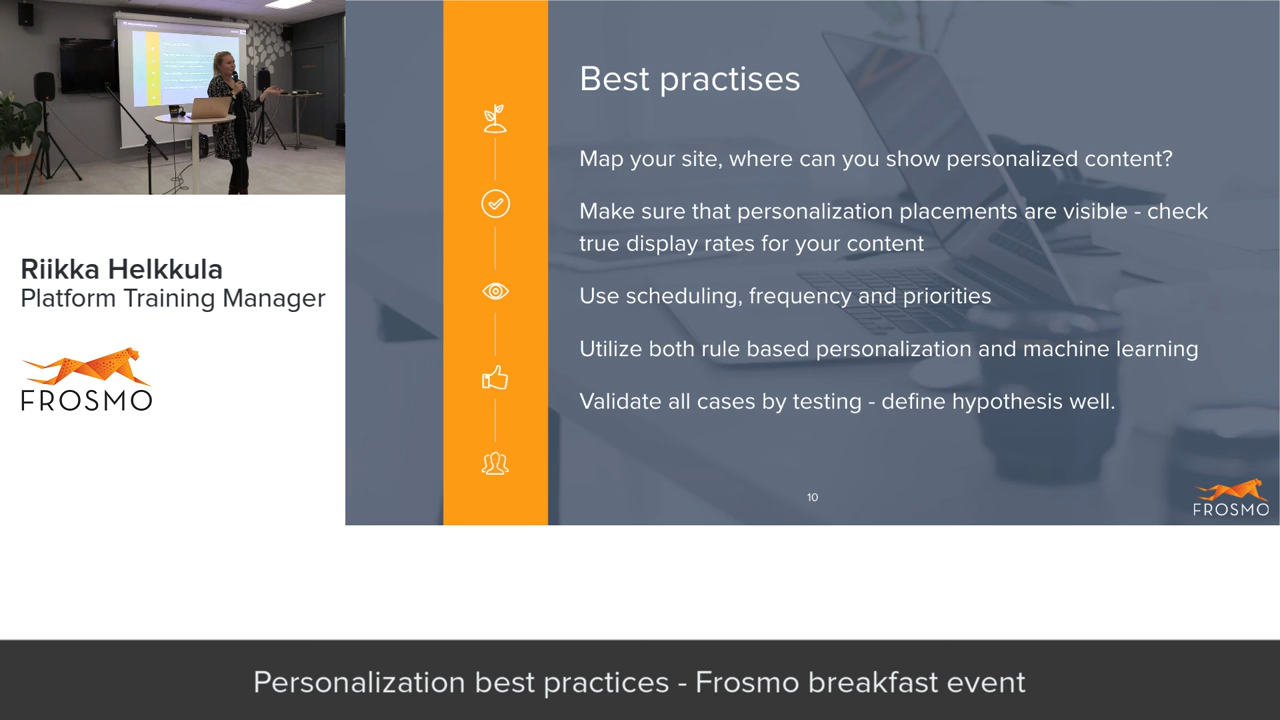 Riikka Helkkula
Platform Training Manager
FROSMO
Best practises
Map your site, where can you show personalized content?
Make sure that personalization placements are visible - check
true display rates for your content
Use scheduling, frequency and priorities
Utilize both rule based personalization and machine learning
Validate all cases by testing - define hypothesis well.
10
FROSMO
Personalization best practices - Frosmo breakfast event